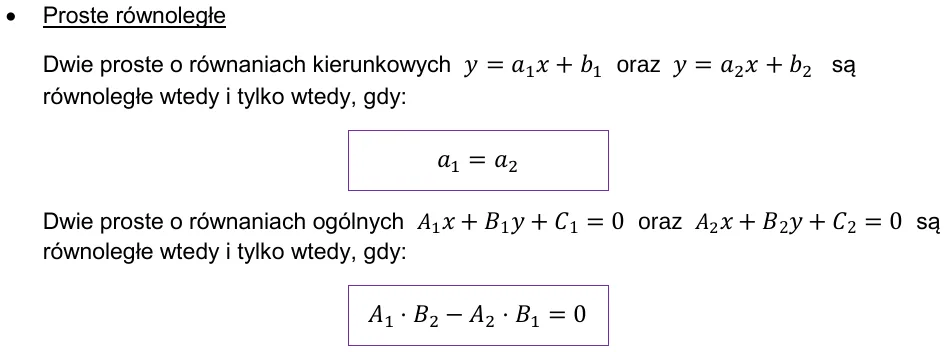 • Proste równoległe
Dwie proste o równaniach kierunkowych y = a₁x + b₁ oraz y = a₂x + b₂ są
równoległe wtedy i tylko wtedy, gdy:
a₁ = a₂
Dwie proste o równaniach ogólnych A₁x + B₁y + C₁ = 0 oraz A₂x + B₂y + C₂ = 0 są
równoległe wtedy i tylko wtedy, gdy:
A₁ · B₂ − A₂ · B₁ = 0